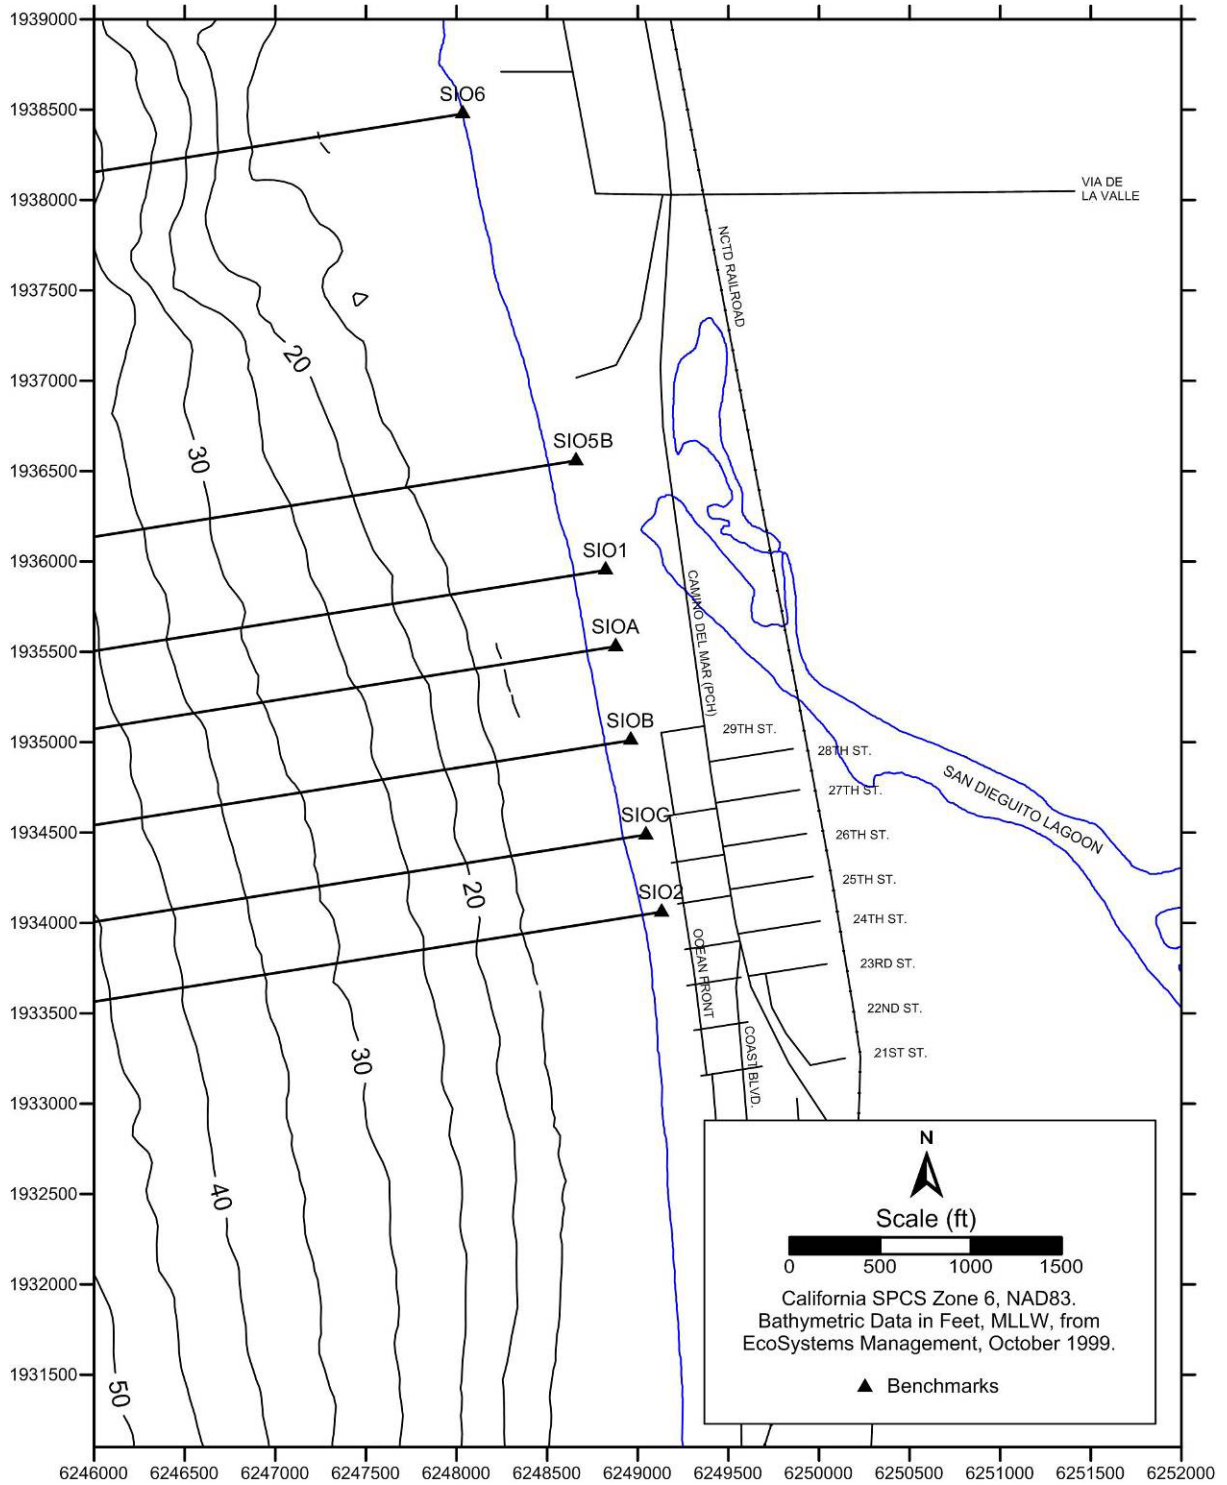 1939000
1938500
1938000
1937500
1937000
1936500
1936000
1935500
1935000
1934500
1934000
1933500
1933000
1932500
1932000
1931500
SIO6
VIA DE
LA VALLE
NCTD RAILROAD
20
30
SIO5B
SIO1
CAMINO DEL MAR (PCH)
SIOA
SIOB
29TH ST.
28TH ST.
27TH ST.
SAN DIEGUITO LAGOON
SIOC
26TH ST.
25TH ST.
20
SIO2
24TH ST.
OCEAN FRONT
23RD ST.
22ND ST.
21ST ST.
COAST BLVD.
30
40
50
N
Scale (ft)
0 500 1000 1500
California SPCS Zone 6, NAD83.
Bathymetric Data in Feet, MLLW, from
EcoSystems Management, October 1999.
Benchmarks
6246000 6246500 6247000 6247500 6248000 6248500 6249000 6249500 6250000 6250500 6251000 6251500 6252000